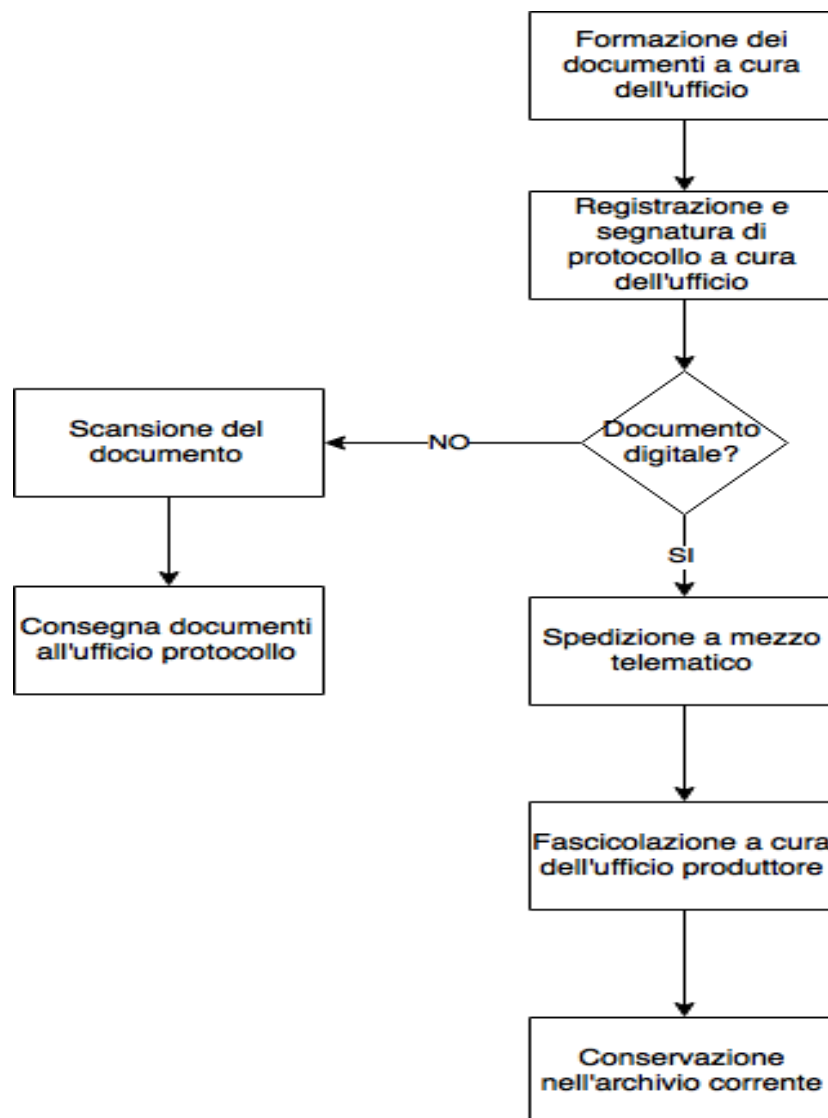 Formazione dei
documenti a cura
dell'ufficio
Registrazione e
segnatura di
protocollo a cura
dell'ufficio
Documento
digitale?
NO
Scansione del
documento
Consegna documenti
all'ufficio protocollo
SI
Spedizione a mezzo
telematico
Fascicolazione a cura
dell'ufficio produttore
Conservazione
nell'archivio corrente